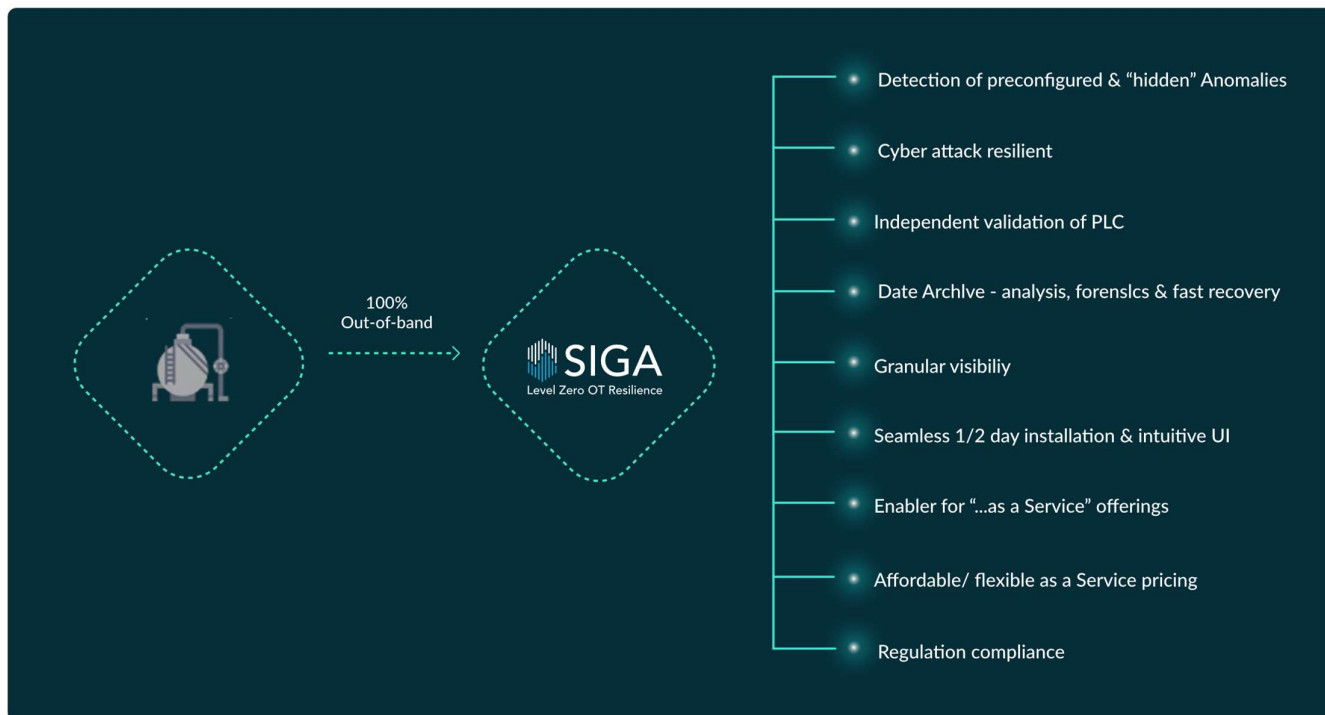 100%
Out-of-band
SIGA
Level Zero OT Resilience
Detection of preconfigured & “hidden” Anomalies
Cyber attack resilient
Independent validation of PLC
Date Archlve - analysis, forenslcs & fast recovery
Granular visibiliy
Seamless 1/2 day installation & intuitive UI
Enabler for “...as a Service” offerings
Affordable/ flexible as a Service pricing
Regulation compliance